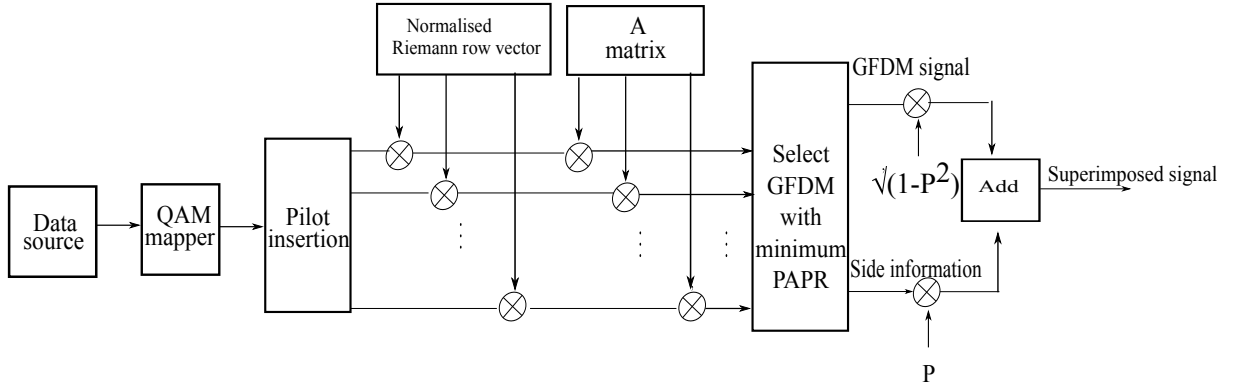 Normalised
Riemann row vector
A
matrix
GFDM signal
Data
source
QAM
mapper
Pilot
insertion
Select
GFDM
with
minimum
PAPR
√(1-P²)
Add
Superimposed signal
Side information
P